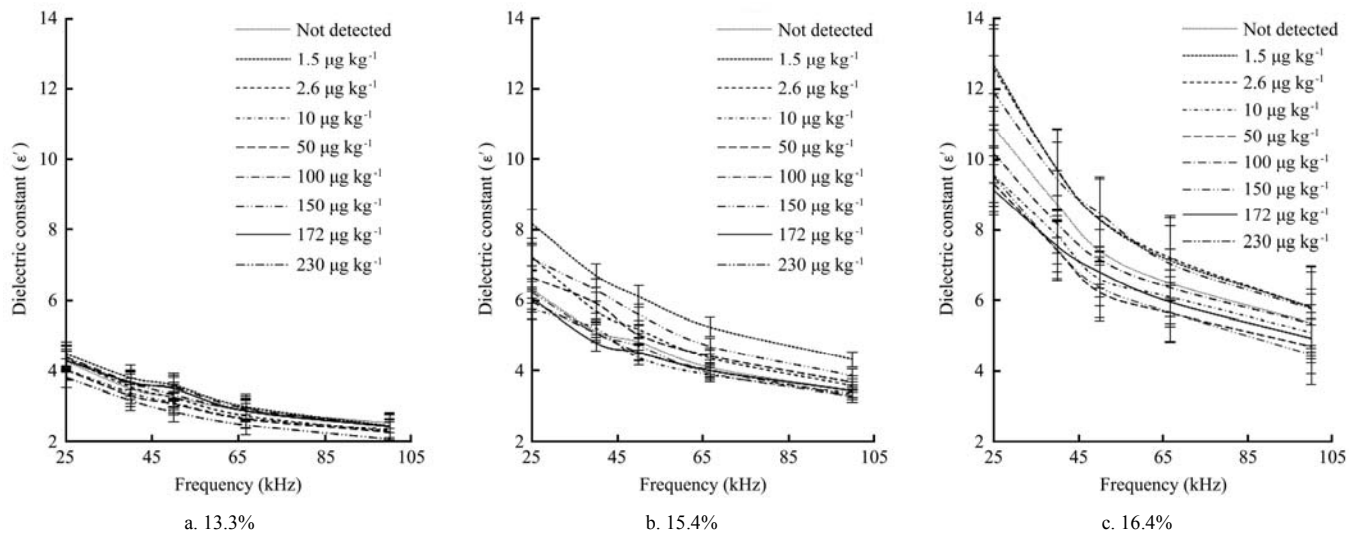 14
12
10
8
6
4
2
Dielectric constant (ε′)
25 45 65 85 105
Frequency (kHz)
Not detected
1.5 μg kg⁻¹
2.6 μg kg⁻¹
10 μg kg⁻¹
50 μg kg⁻¹
100 μg kg⁻¹
150 μg kg⁻¹
172 μg kg⁻¹
230 μg kg⁻¹
a. 13.3%
14
12
10
8
6
4
2
Dielectric constant (ε′)
25 45 65 85 105
Frequency (kHz)
Not detected
1.5 μg kg⁻¹
2.6 μg kg⁻¹
10 μg kg⁻¹
50 μg kg⁻¹
100 μg kg⁻¹
150 μg kg⁻¹
172 μg kg⁻¹
230 μg kg⁻¹
b. 15.4%
14
12
10
8
6
4
2
Dielectric constant (ε′)
25 45 65 85 105
Frequency (kHz)
Not detected
1.5 μg kg⁻¹
2.6 μg kg⁻¹
10 μg kg⁻¹
50 μg kg⁻¹
100 μg kg⁻¹
150 μg kg⁻¹
172 μg kg⁻¹
230 μg kg⁻¹
c. 16.4%